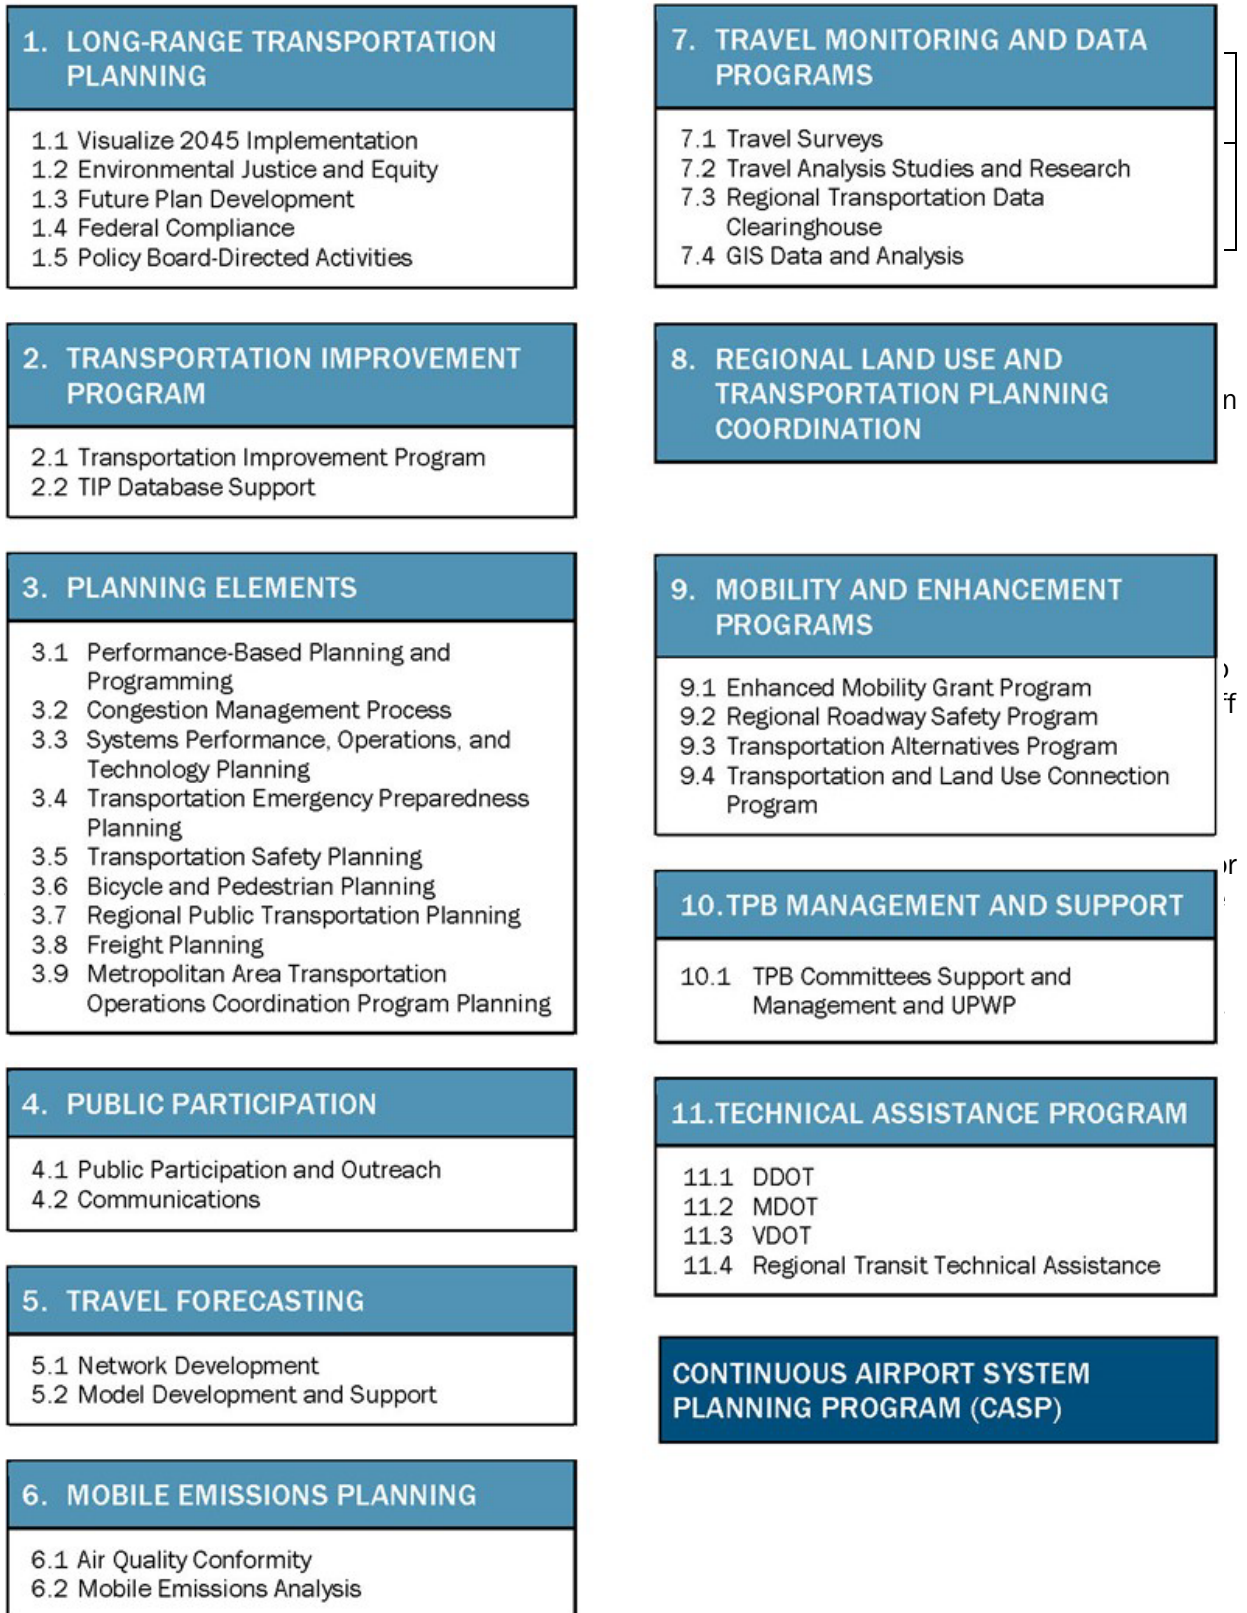 1. LONG-RANGE TRANSPORTATION
PLANNING
1.1 Visualize 2045 Implementation
1.2 Environmental Justice and Equity
1.3 Future Plan Development
1.4 Federal Compliance
1.5 Policy Board-Directed Activities
2. TRANSPORTATION IMPROVEMENT
PROGRAM
2.1 Transportation Improvement Program
2.2 TIP Database Support
3. PLANNING ELEMENTS
3.1 Performance-Based Planning and
Programming
3.2 Congestion Management Process
3.3 Systems Performance, Operations, and
Technology Planning
3.4 Transportation Emergency Preparedness
Planning
3.5 Transportation Safety Planning
3.6 Bicycle and Pedestrian Planning
3.7 Regional Public Transportation Planning
3.8 Freight Planning
3.9 Metropolitan Area Transportation
Operations Coordination Program Planning
4. PUBLIC PARTICIPATION
4.1 Public Participation and Outreach
4.2 Communications
5. TRAVEL FORECASTING
5.1 Network Development
5.2 Model Development and Support
6. MOBILE EMISSIONS PLANNING
6.1 Air Quality Conformity
6.2 Mobile Emissions Analysis
7. TRAVEL MONITORING AND DATA
PROGRAMS
7.1 Travel Surveys
7.2 Travel Analysis Studies and Research
7.3 Regional Transportation Data
Clearinghouse
7.4 GIS Data and Analysis
8. REGIONAL LAND USE AND
TRANSPORTATION PLANNING
COORDINATION
9. MOBILITY AND ENHANCEMENT
PROGRAMS
9.1 Enhanced Mobility Grant Program
9.2 Regional Roadway Safety Program
9.3 Transportation Alternatives Program
9.4 Transportation and Land Use Connection
Program
10.TPB MANAGEMENT AND SUPPORT
10.1 TPB Committees Support and
Management and UPWP
11.TECHNICAL ASSISTANCE PROGRAM
11.1 DDOT
11.2 MDOT
11.3 VDOT
11.4 Regional Transit Technical Assistance
CONTINUOUS AIRPORT SYSTEM
PLANNING PROGRAM (CASP)